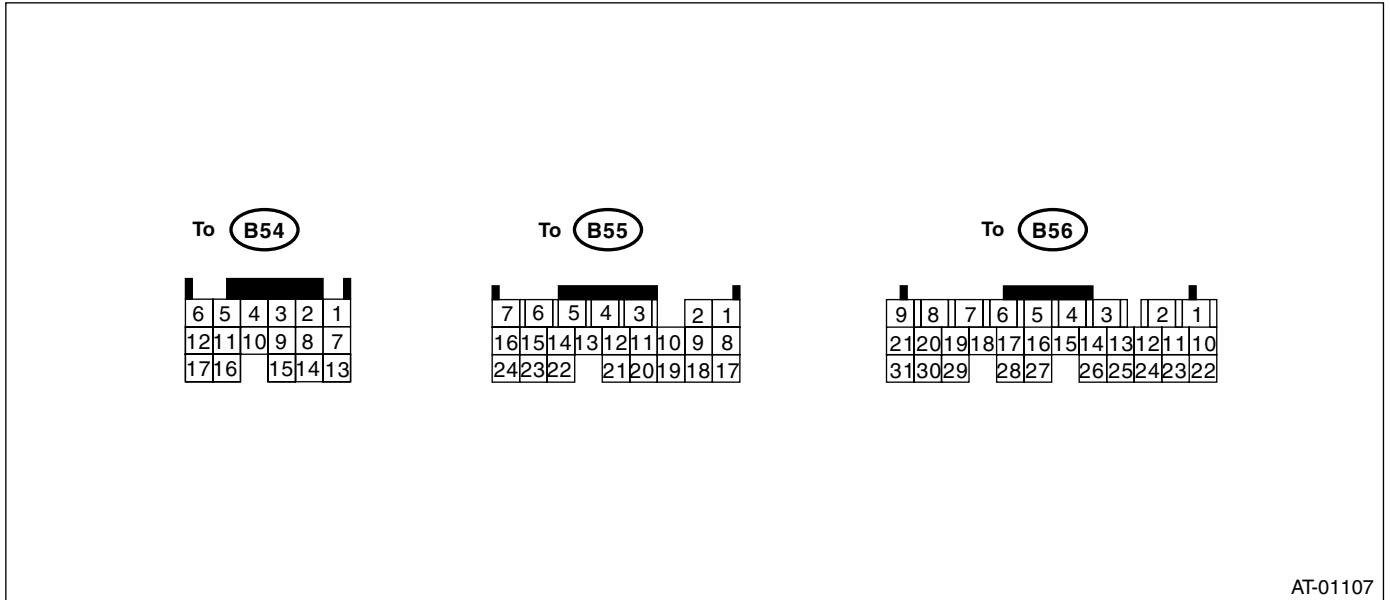 To B54
6 5 4 3 2 1
12 11 10 9 8 7
17 16 15 14 13
To B55
7 6 5 4 3 2 1
16 15 14 13 12 11 10 9 8
24 23 22 21 20 19 18 17
To B56
9 8 7 6 5 4 3 2 1
21 20 19 18 17 16 15 14 13 12 11 10
31 30 29 28 27 26 25 24 23 22
AT-01107